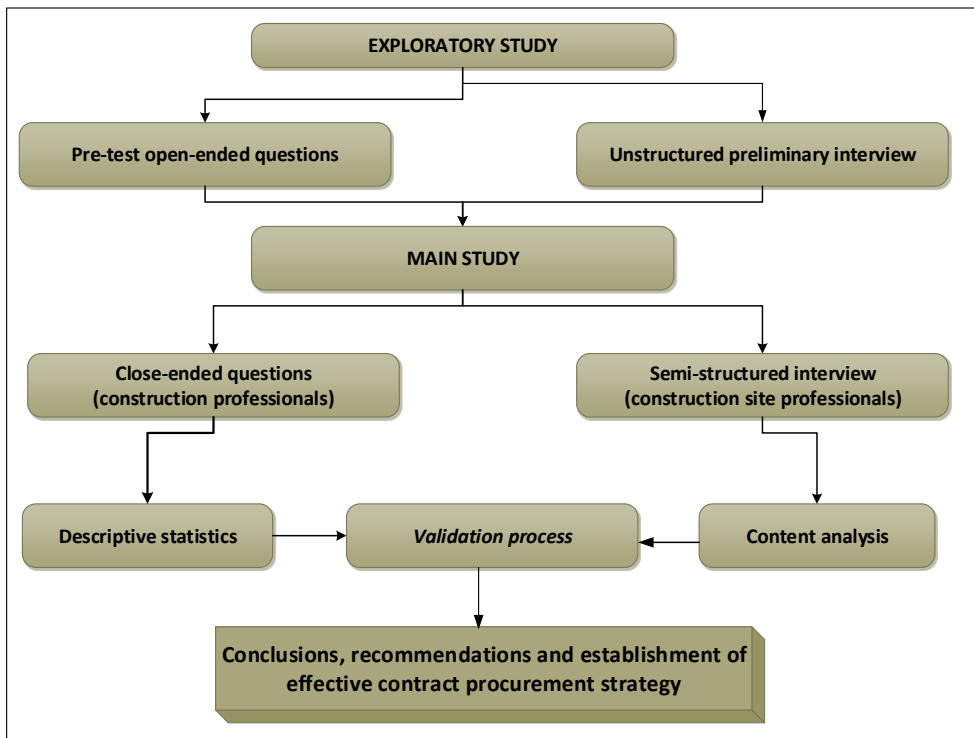 EXPLORATORY STUDY
Pre-test open-ended questions
Unstructured preliminary interview
MAIN STUDY
Close-ended questions
(construction professionals)
Semi-structured interview
(construction site professionals)
Descriptive statistics
Validation process
Content analysis
Conclusions, recommendations and establishment of
effective contract procurement strategy